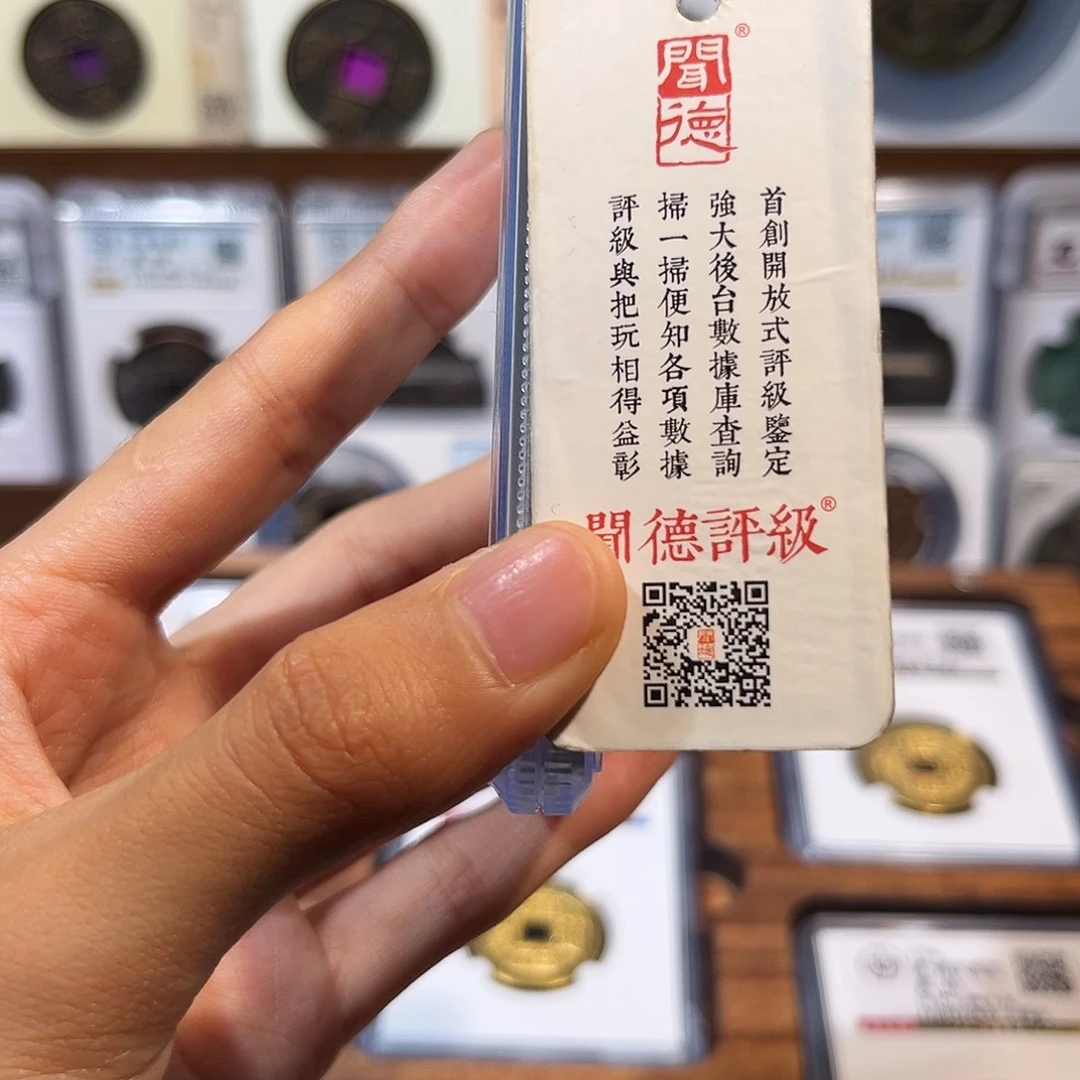 聞德
®
首創開放式評級鑒定
強大後台數據庫查詢
掃一掃便知各項數據
評級與把玩相得益彰
聞德評級®
聞德